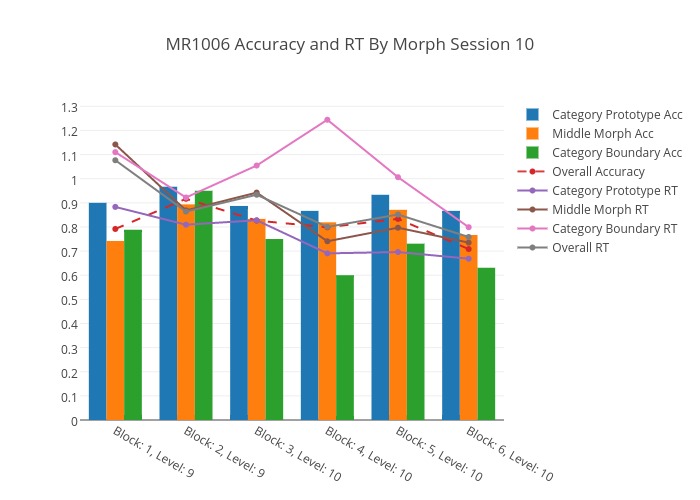 MR1006 Accuracy and RT By Morph Session 10
1.3
1.2
1.1
1
0.9
0.8
0.7
0.6
0.5
0.4
0.3
0.2
0.1
0
Block: 1, Level: 9
Block: 2, Level: 9
Block: 3, Level: 10
Block: 4, Level: 10
Block: 5, Level: 10
Block: 6, Level: 10
Category Prototype Acc
Middle Morph Acc
Category Boundary Acc
Overall Accuracy
Category Prototype RT
Middle Morph RT
Category Boundary RT
Overall RT